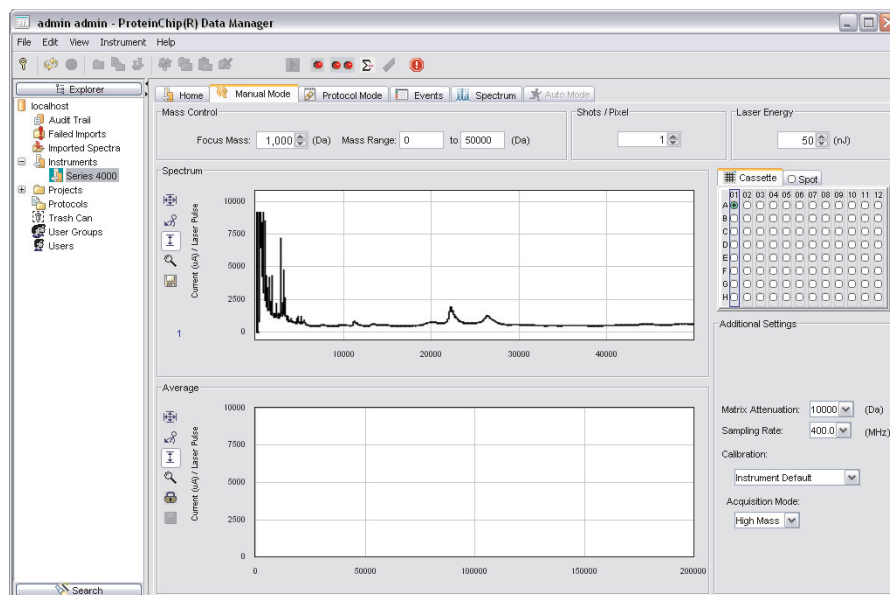 admin admin - ProteinChip(R) Data Manager
File Edit View Instrument Help
Explorer
localhost
Audit Trail
Failed Imports
Imported Spectra
Instruments
Series 4000
Projects
Protocols
Trash Can
User Groups
Users
Search
Home Manual Mode Protocol Mode Events Spectrum Auto Mode
Mass Control
Focus Mass: 1,000 (Da) Mass Range: 0 to 50000 (Da)
Shots / Pixel
1
Laser Energy
50 (nJ)
Spectrum
Current (uA) / Laser Pulse
10000
7500
5000
2500
0
1
10000 20000 30000 40000
Average
Current (uA) / Laser Pulse
10000
7500
5000
2500
0
0 50000 100000 150000 200000
Cassette Spot
01 02 03 04 05 06 07 08 09 10 11 12
A
B
C
D
E
F
G
H
Additional Settings
Matrix Attenuation: 10000 (Da)
Sampling Rate: 400.0 (MHz)
Calibration:
Instrument Default
Acquisition Mode:
High Mass